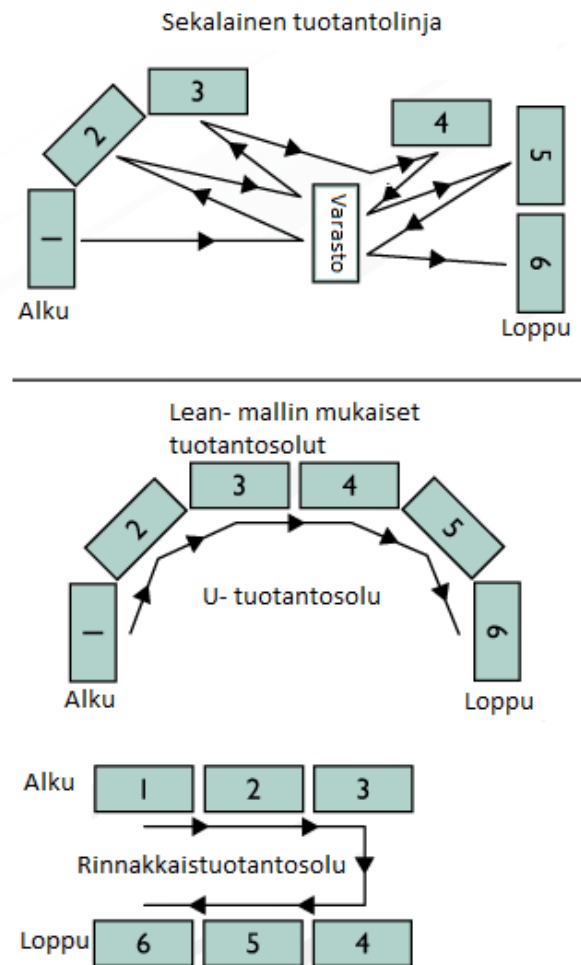 Sekalainen tuotantolinja
3
4
2
5
1
Varasto
6
Alku
Loppu
Lean- mallin mukaiset
tuotantosolut
3
4
2
5
U- tuotantosolu
1
6
Alku
Loppu
Alku
1
2
3
Rinnakkaistuotantosolu
Loppu
6
5
4